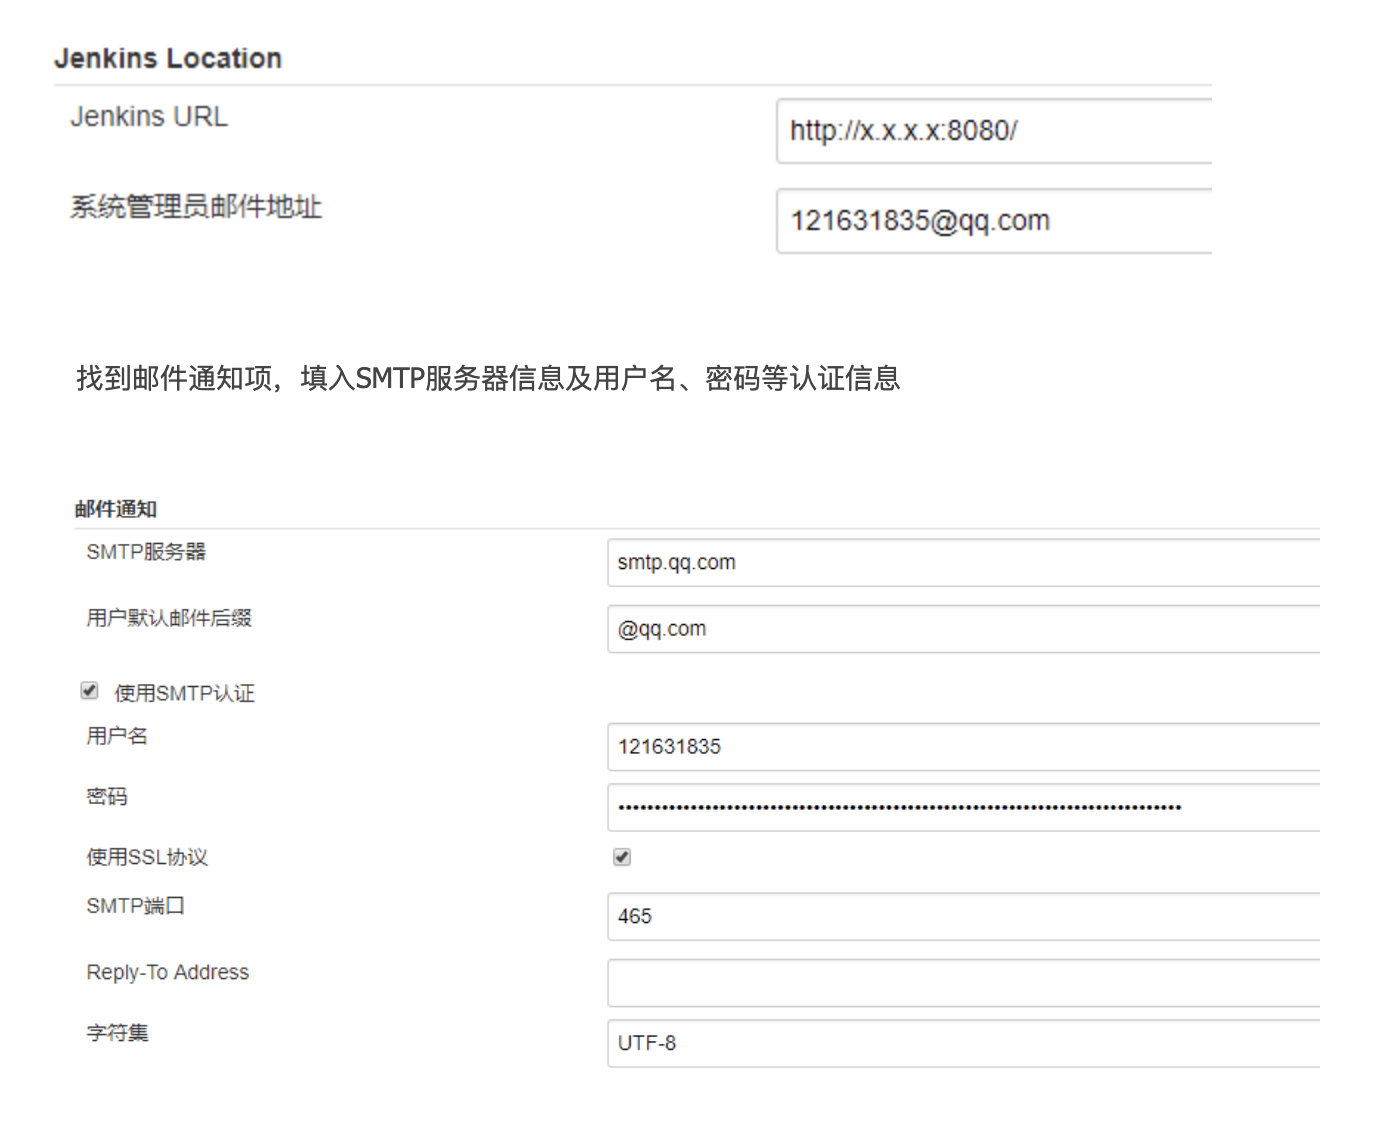 Jenkins Location
Jenkins URL
http://x.x.x.x:8080/
系统管理员邮件地址
121631835@qq.com
找到邮件通知项，填入SMTP服务器信息及用户名、密码等认证信息
邮件通知
SMTP服务器
smtp.qq.com
用户默认邮件后缀
@qq.com
使用SMTP认证
用户名
121631835
密码
使用SSL协议
SMTP端口
465
Reply-To Address
字符集
UTF-8